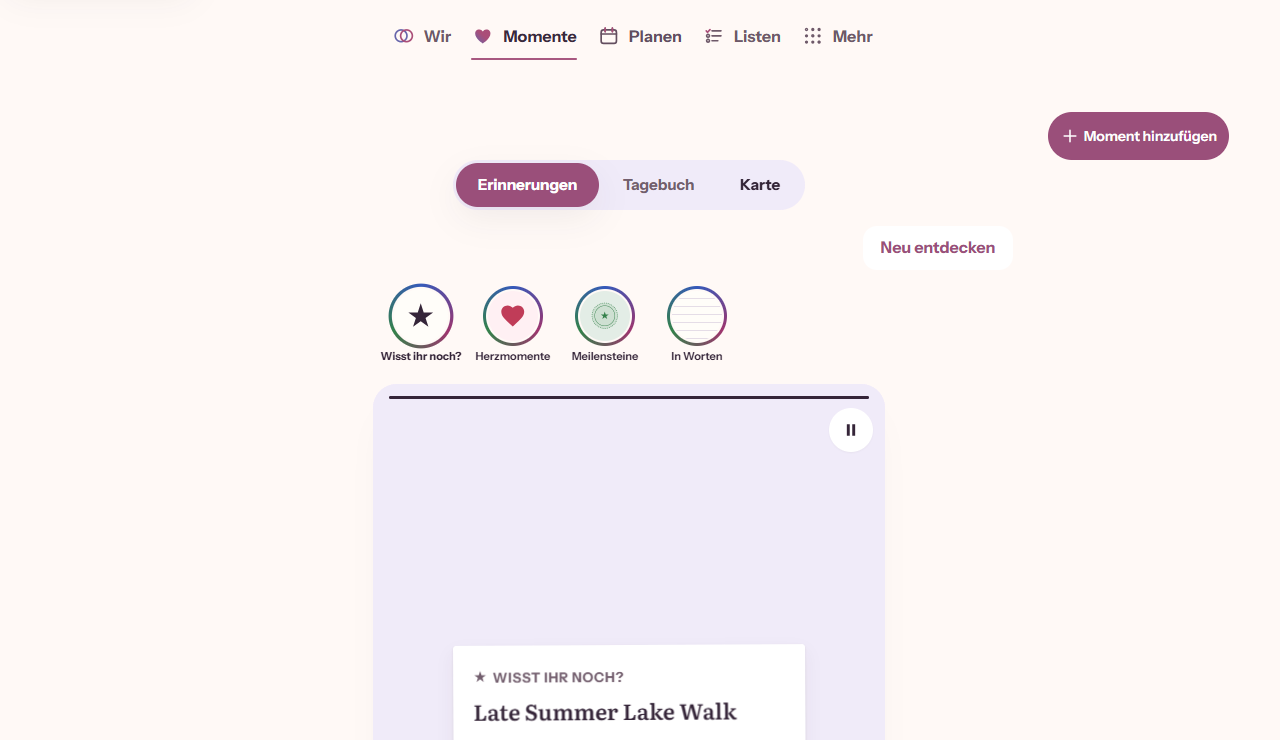 Wir Momente Planen Listen Mehr
Moment hinzufügen
Erinnerungen Tagebuch Karte
Neu entdecken
Wisst ihr noch? Herzmomente Meilensteine In Worten
WISST IHR NOCH?
Late Summer Lake Walk